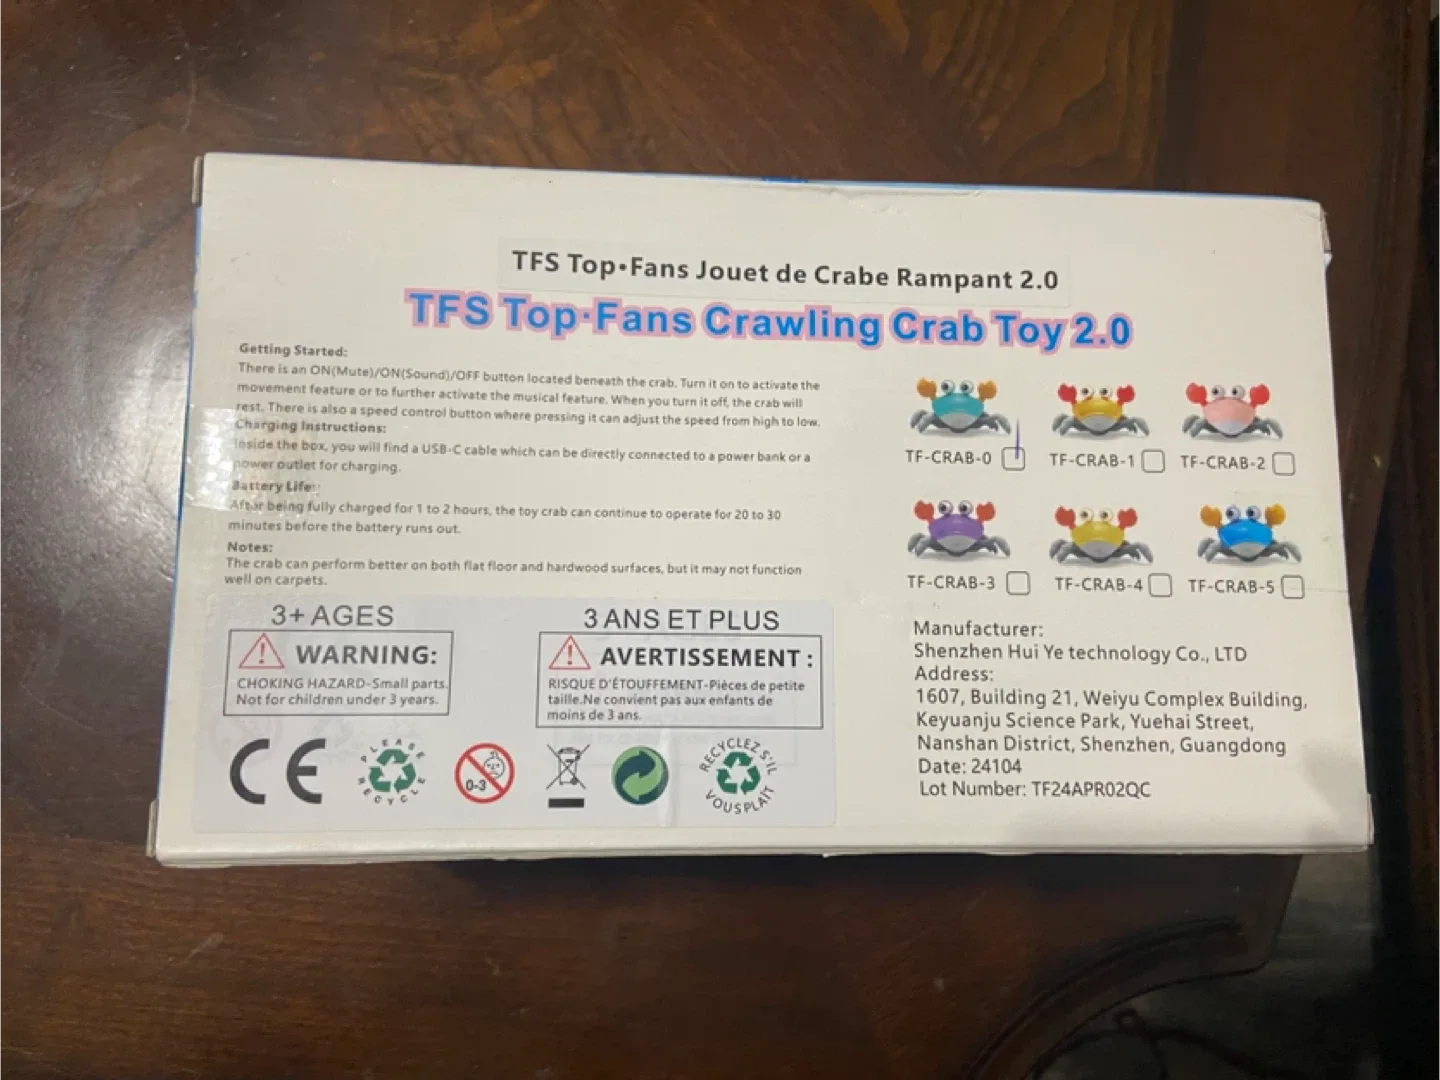 TFS Top•Fans Jouet de Crabe Rampant 2.0
TFS Top·Fans Crawling Crab Toy 2.0
Getting Started:
There is an ON(Mute)/ON(Sound)/OFF button located beneath the crab. Turn it on to activate the
movement feature or to further activate the musical feature. When you turn it off, the crab will
rest. There is also a speed control button where pressing it can adjust the speed from high to low.
Charging Instructions:
Inside the box, you will find a USB-C cable which can be directly connected to a power bank or a
power outlet for charging.
Battery Life:
After being fully charged for 1 to 2 hours, the toy crab can continue to operate for 20 to 30
minutes before the battery runs out.
Notes:
The crab can perform better on both flat floor and hardwood surfaces, but it may not function
well on carpets.
3+ AGES
WARNING:
CHOKING HAZARD-Small parts.
Not for children under 3 years.
3 ANS ET PLUS
AVERTISSEMENT :
RISQUE D'ÉTOUFFEMENT-Pièces de petite
taille.Ne convient pas aux enfants de
moins de 3 ans.
CE
PLEASE RECYCLE
0-3
RECYCLEZ S'IL VOUS PLAIT
TF-CRAB-0
TF-CRAB-1
TF-CRAB-2
TF-CRAB-3
TF-CRAB-4
TF-CRAB-5
Manufacturer:
Shenzhen Hui Ye technology Co., LTD
Address:
1607, Building 21, Weiyu Complex Building,
Keyuanju Science Park, Yuehai Street,
Nanshan District, Shenzhen, Guangdong
Date: 24104
Lot Number: TF24APR02QC